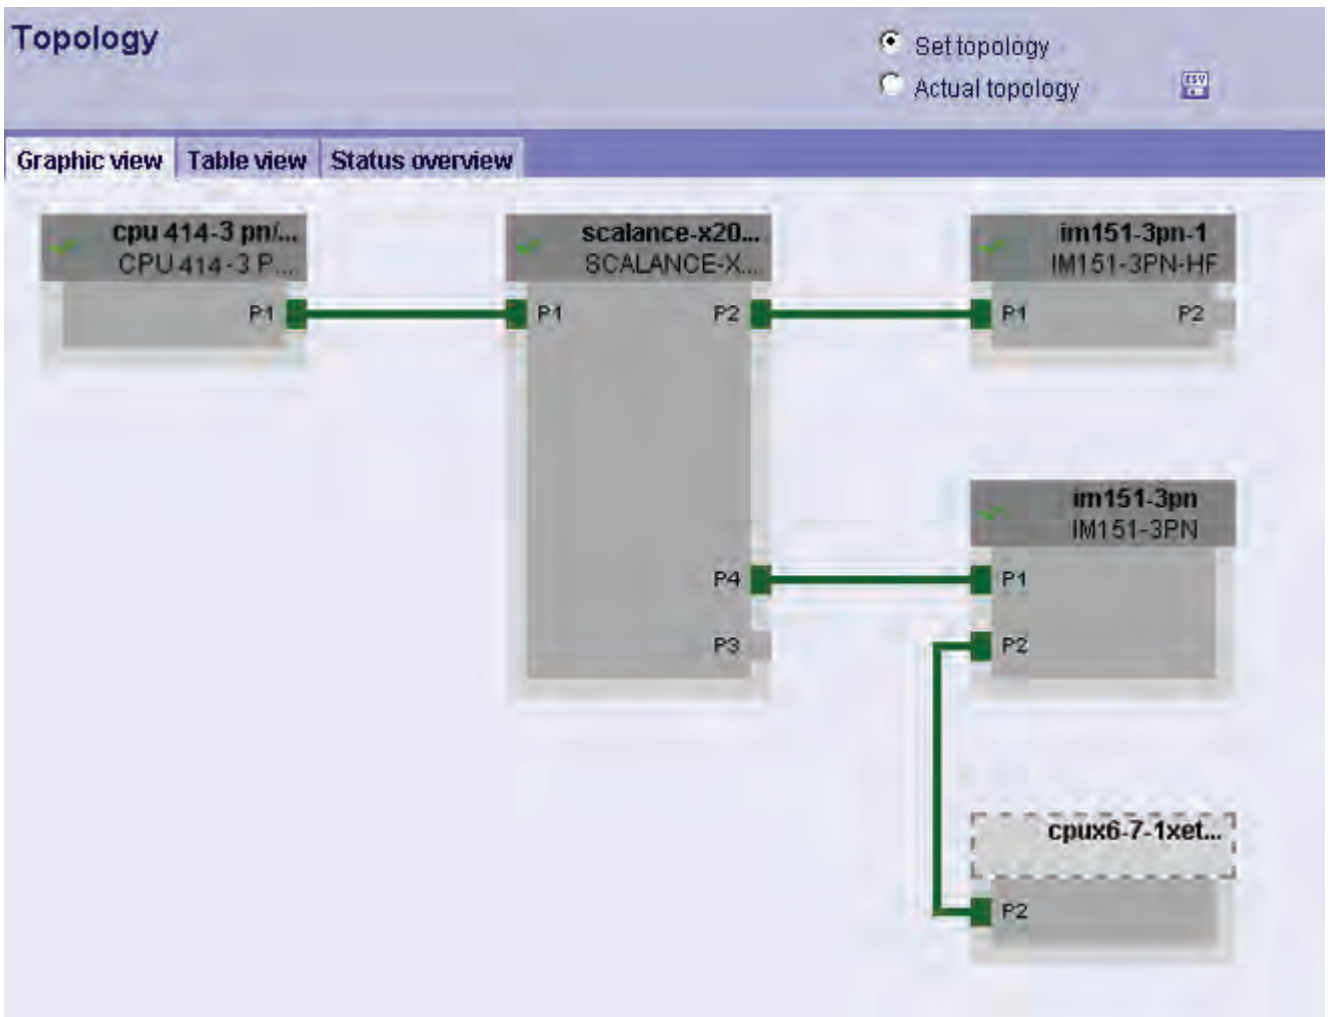 Topology
Set topology
Actual topology
CSV
Graphic view
Table view
Status overview
cpu 414-3 pn/...
CPU 414-3 P...
P1
scalance-x20...
SCALANCE-X...
P1
P2
P4
P3
im151-3pn-1
IM151-3PN-HF
P1
P2
im151-3pn
IM151-3PN
P1
P2
cpux6-7-1xet...
P2